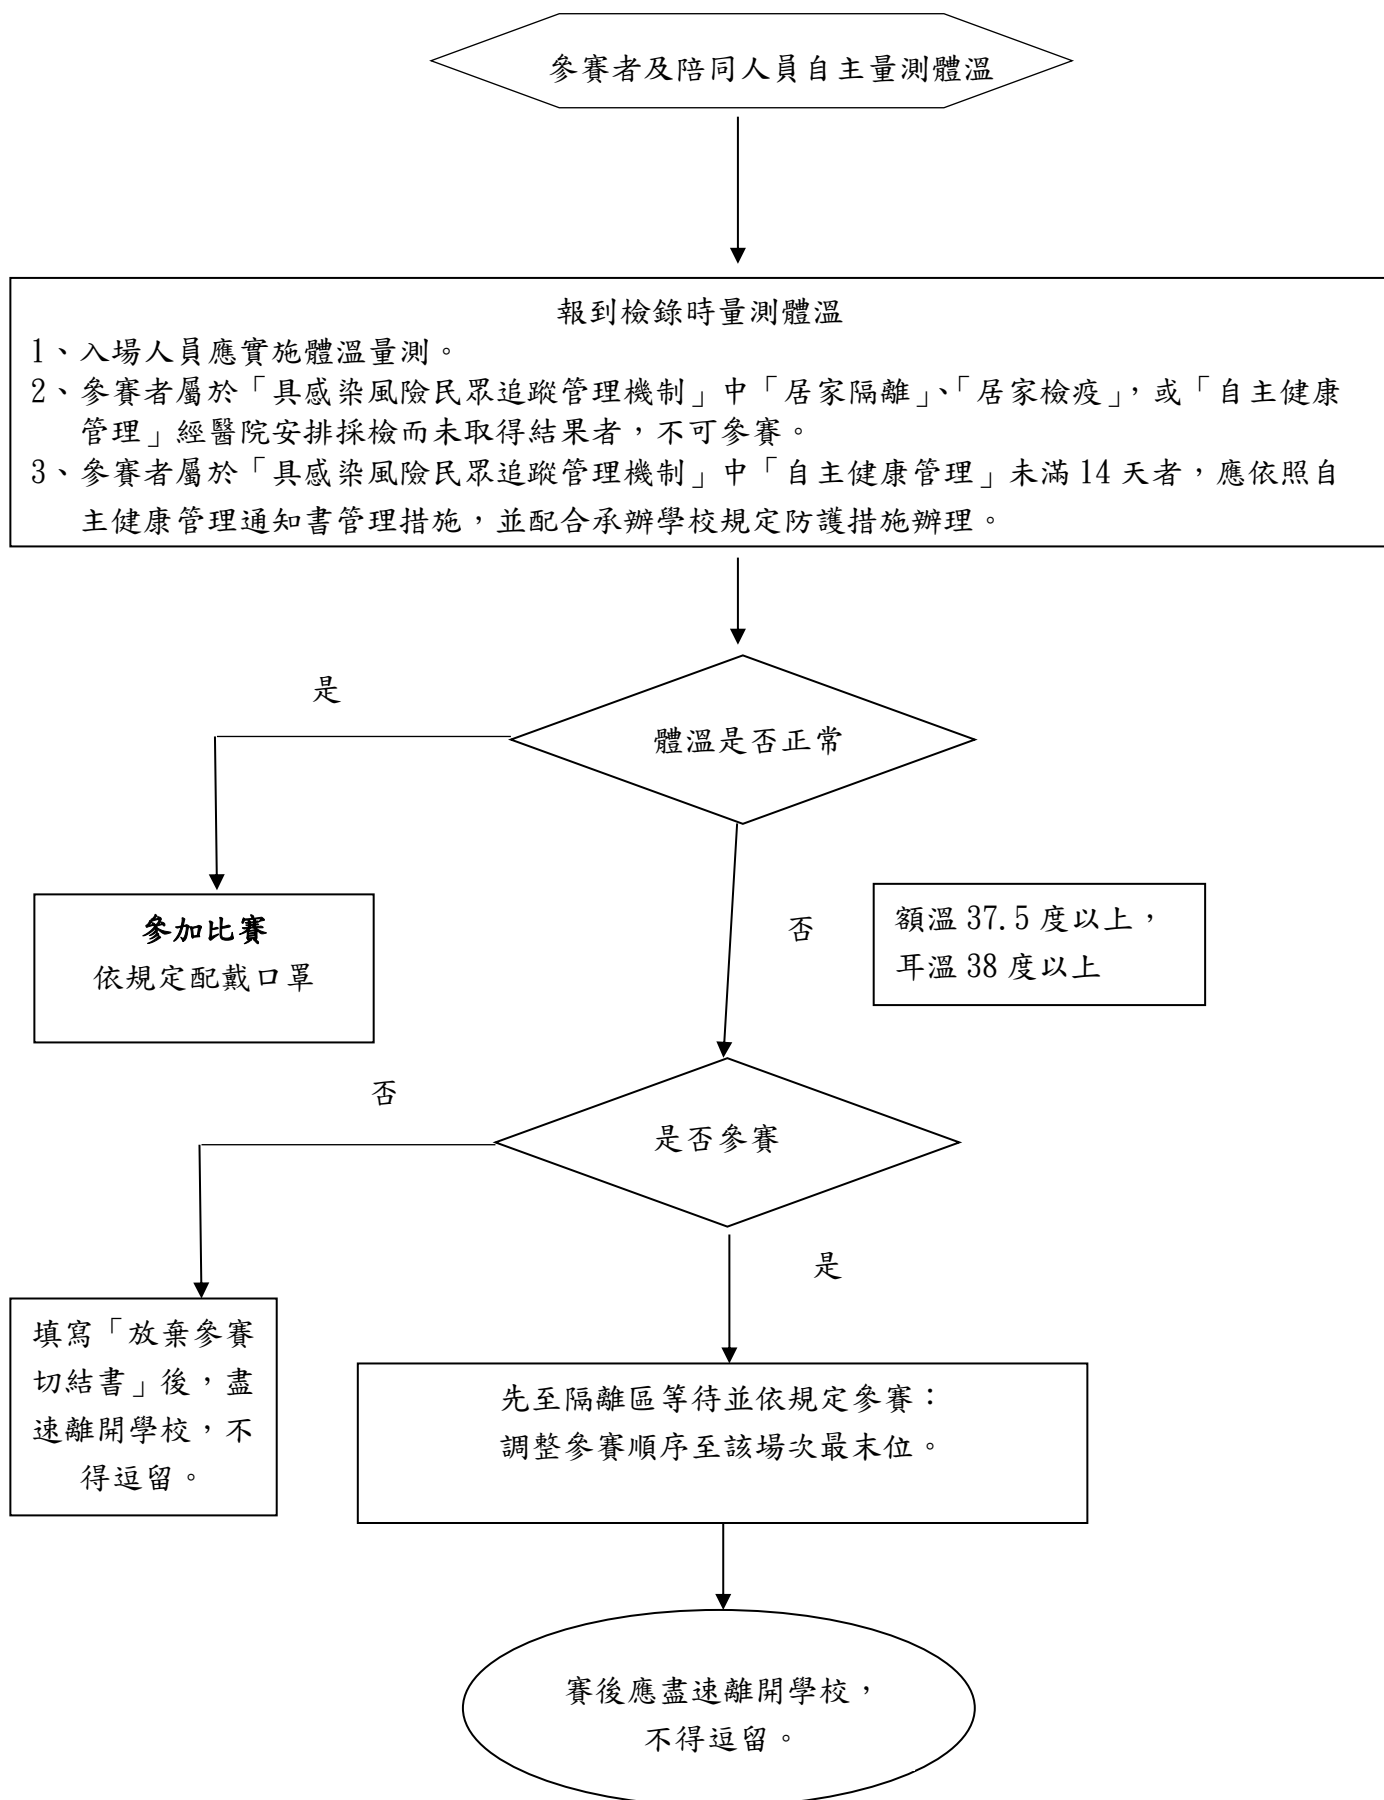 參賽者及陪同人員自主量測體溫
報到檢錄時量測體溫
1、入場人員應實施體溫量測。
2、參賽者屬於「具感染風險民眾追蹤管理機制」中「居家隔離」、「居家檢疫」，或「自主健康
管理」經醫院安排採檢而未取得結果者，不可參賽。
3、參賽者屬於「具感染風險民眾追蹤管理機制」中「自主健康管理」未滿 14 天者，應依照自
主健康管理通知書管理措施，並配合承辦學校規定防護措施辦理。
是
體溫是否正常
參加比賽
依規定配戴口罩
否
額溫 37.5 度以上，
耳溫 38 度以上
否
是否參賽
是
填寫「放棄參賽
切結書」後，盡
速離開學校，不
得逗留。
先至隔離區等待並依規定參賽：
調整參賽順序至該場次最末位。
賽後應盡速離開學校，
不得逗留。